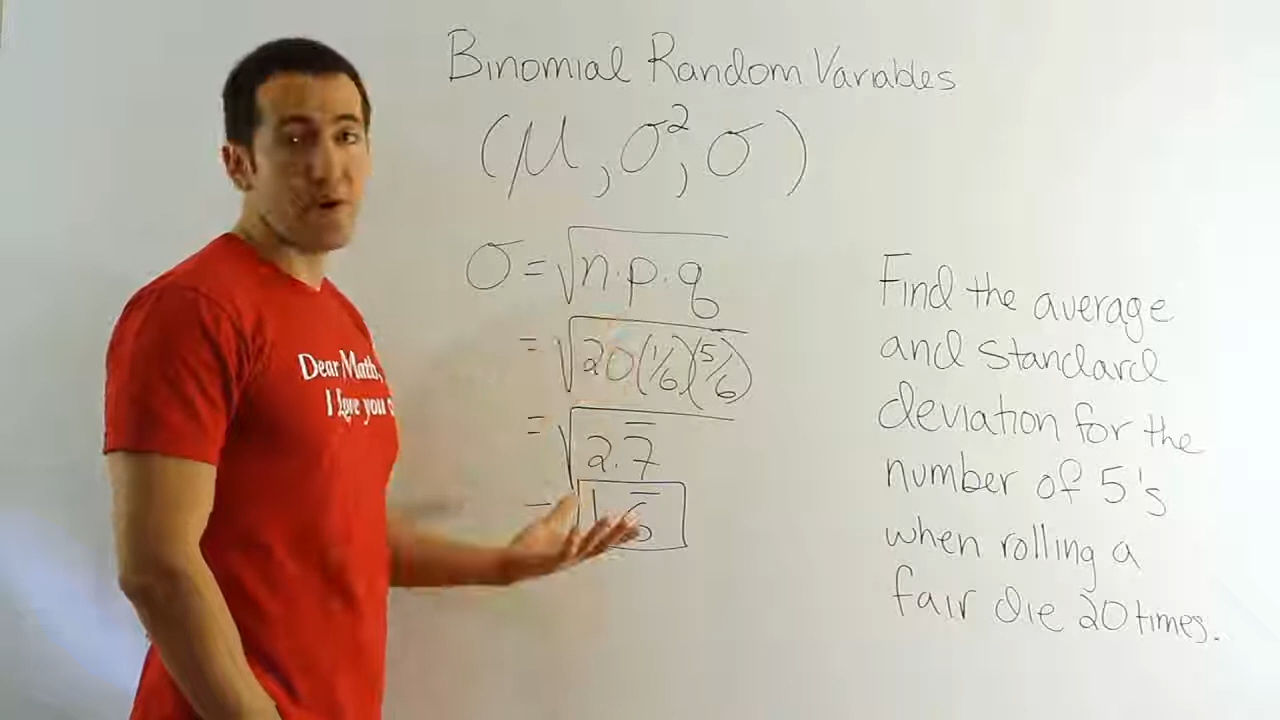 Binomial Random Variables
(μ, σ², σ)
σ = √n·p·q
= √20(1/6)(5/6)
= √2.7̅
=
Find the average
and standard
deviation for the
number of 5's
when rolling a
fair die 20 times.
Dear Math,
I Love you